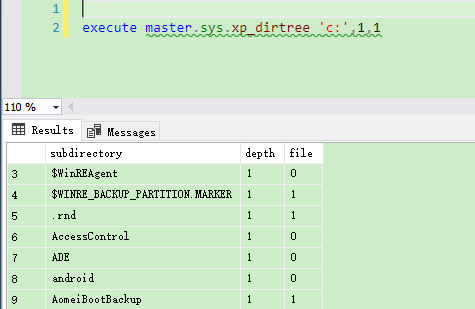 1
2 execute master.sys.xp_dirtree 'c:',1,1
110 %
Results Messages
subdirectory depth file
3 $WinREAgent 1 0
4 $WINRE_BACKUP_PARTITION.MARKER 1 1
5 .rnd 1 1
6 AccessControl 1 0
7 ADE 1 0
8 android 1 0
9 AomeiBootBackup 1 1